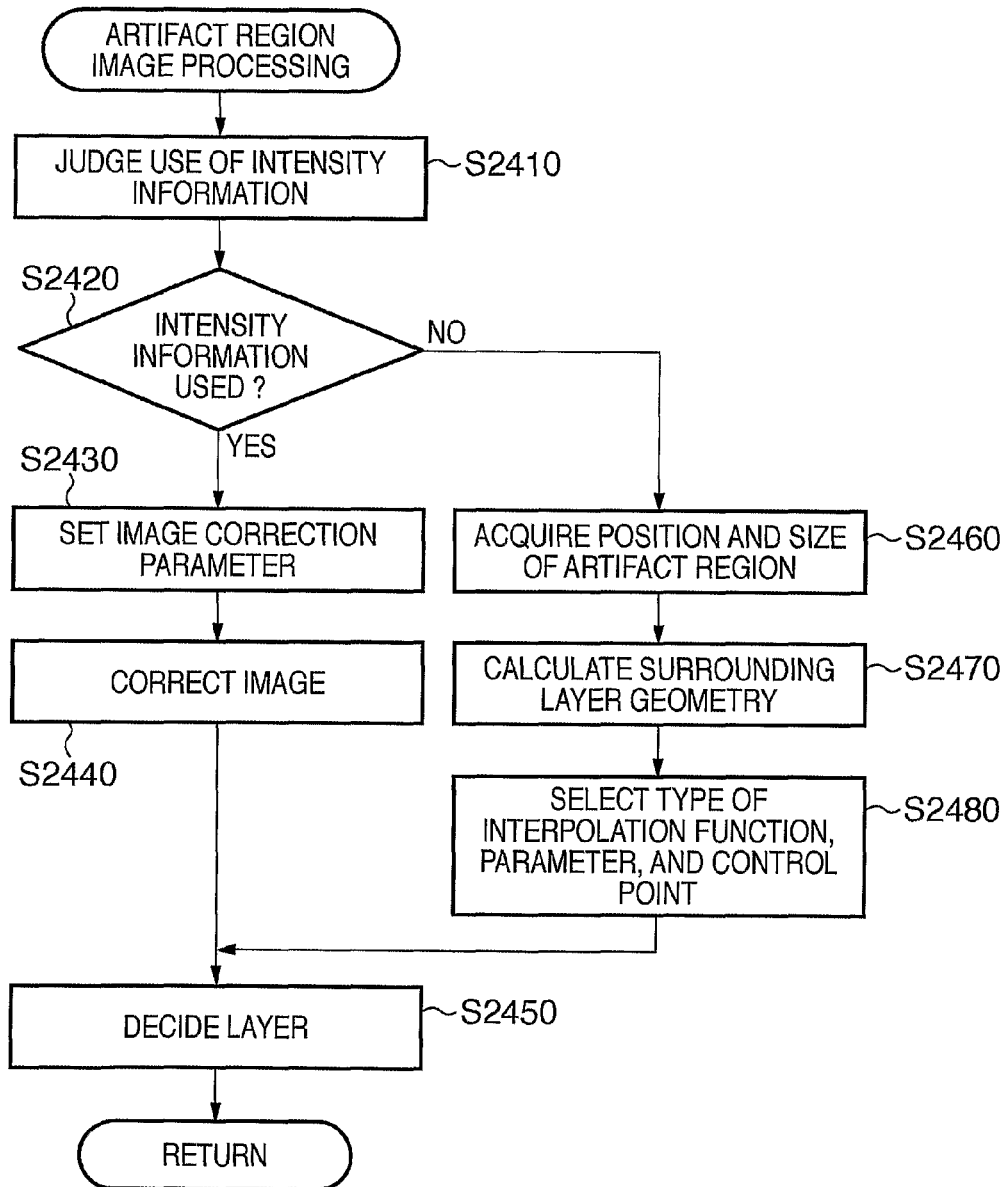 ARTIFACT REGION
IMAGE PROCESSING
JUDGE USE OF INTENSITY
INFORMATION
S2410
S2420
INTENSITY
INFORMATION
USED ?
NO
YES
S2430
SET IMAGE CORRECTION
PARAMETER
ACQUIRE POSITION AND SIZE
OF ARTIFACT REGION
S2460
CORRECT IMAGE
S2440
CALCULATE SURROUNDING
LAYER GEOMETRY
S2470
SELECT TYPE OF
INTERPOLATION FUNCTION,
PARAMETER, AND CONTROL
POINT
S2480
DECIDE LAYER
S2450
RETURN